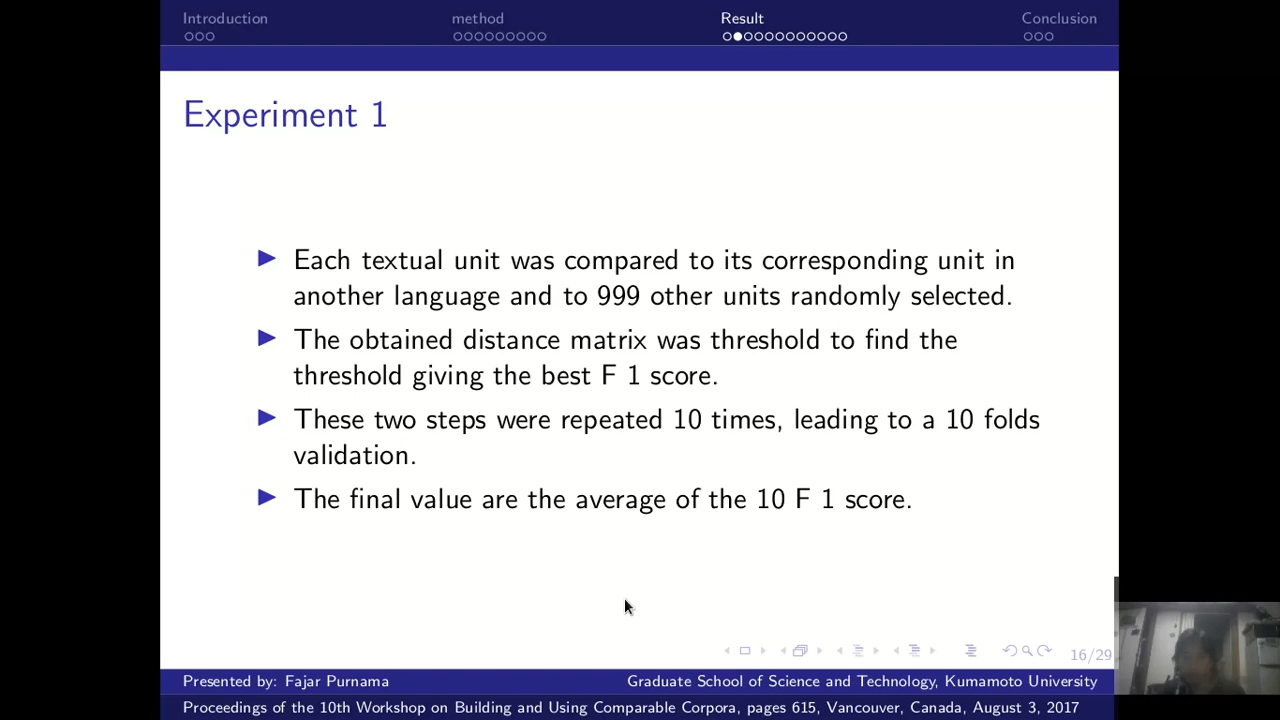 Introduction method Result Conclusion
Experiment 1
Each textual unit was compared to its corresponding unit in
another language and to 999 other units randomly selected.
The obtained distance matrix was threshold to find the
threshold giving the best F 1 score.
These two steps were repeated 10 times, leading to a 10 folds
validation.
The final value are the average of the 10 F 1 score.
16/29
Presented by: Fajar Purnama Graduate School of Science and Technology, Kumamoto University
Proceedings of the 10th Workshop on Building and Using Comparable Corpora, pages 615, Vancouver, Canada, August 3, 2017